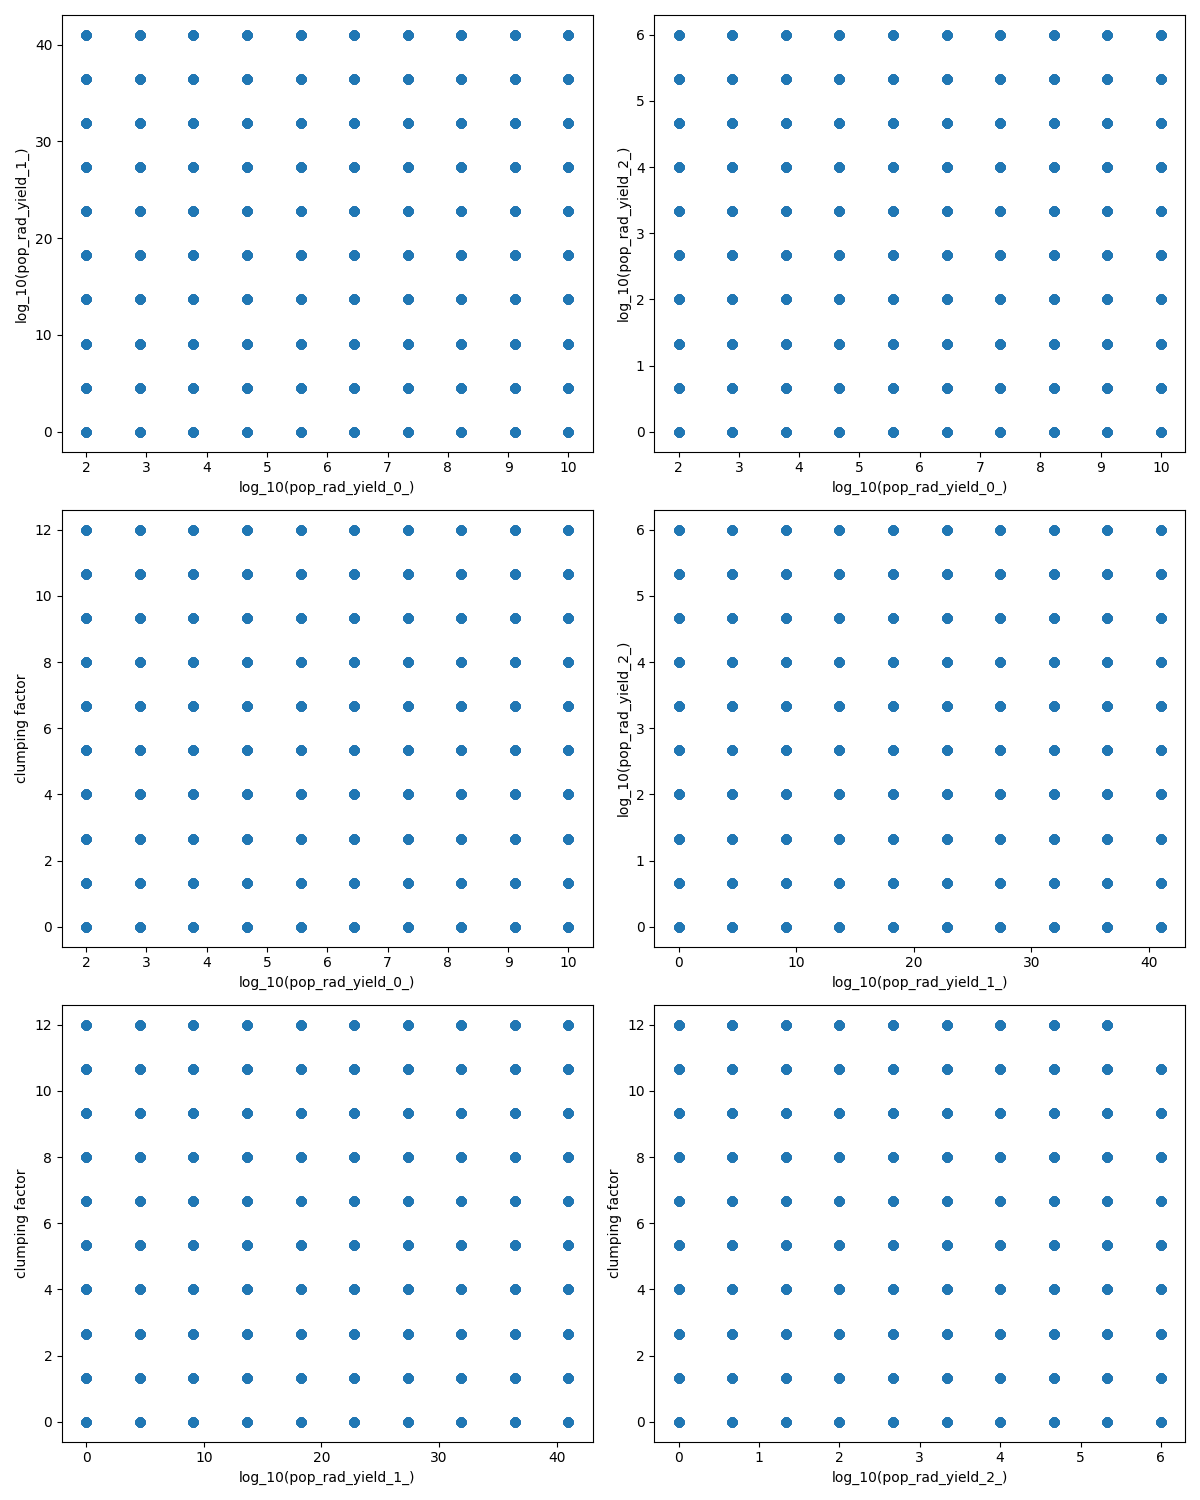 40
30
20
10
0
log_10(pop_rad_yield_1_)
2 3 4 5 6 7 8 9 10
log_10(pop_rad_yield_0_)
6
5
4
3
2
1
0
log_10(pop_rad_yield_2_)
2 3 4 5 6 7 8 9 10
log_10(pop_rad_yield_0_)
12
10
8
6
4
2
0
clumping factor
2 3 4 5 6 7 8 9 10
log_10(pop_rad_yield_0_)
6
5
4
3
2
1
0
log_10(pop_rad_yield_2_)
0 10 20 30 40
log_10(pop_rad_yield_1_)
12
10
8
6
4
2
0
clumping factor
0 10 20 30 40
log_10(pop_rad_yield_1_)
12
10
8
6
4
2
0
clumping factor
0 1 2 3 4 5 6
log_10(pop_rad_yield_2_)